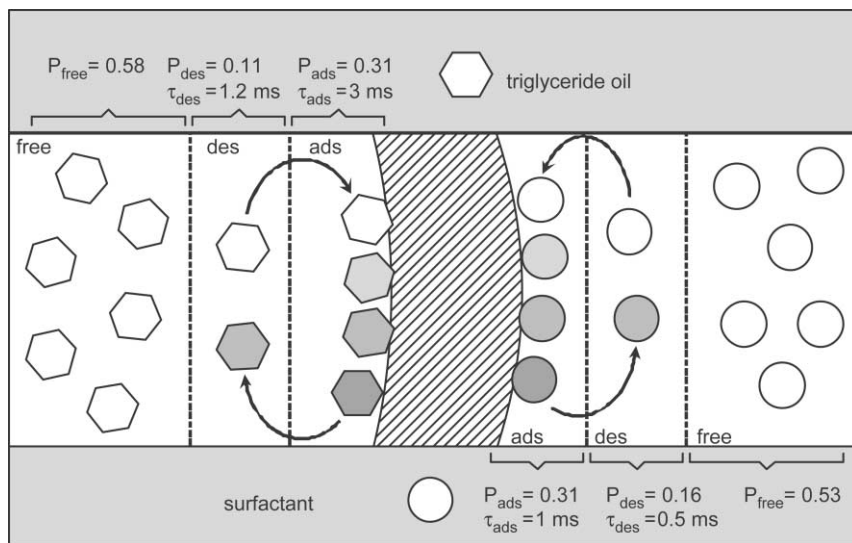 P_free = 0.58 P_des = 0.11 P_ads = 0.31
τ_des = 1.2 ms τ_ads = 3 ms
triglyceride oil
free des ads
ads des free
surfactant
P_ads = 0.31 P_des = 0.16 P_free = 0.53
τ_ads = 1 ms τ_des = 0.5 ms